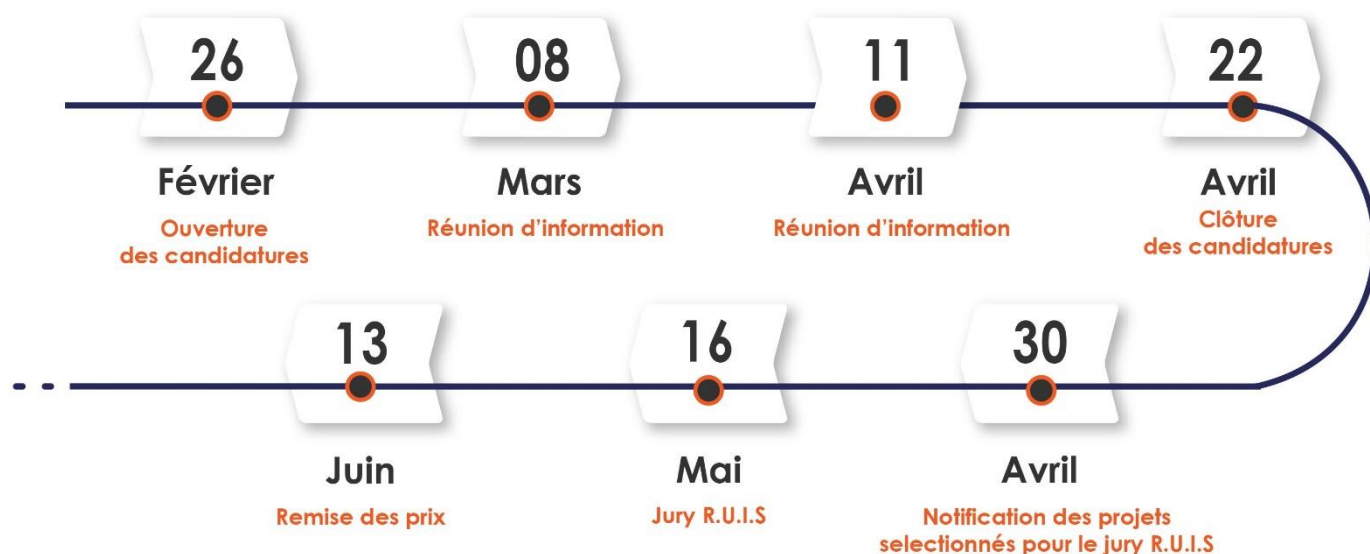 26
Février
Ouverture
des candidatures
08
Mars
Réunion d'information
11
Avril
Réunion d'information
22
Avril
Clôture
des candidatures
30
Avril
Notification des projets
selectionnés pour le jury R.U.I.S
16
Mai
Jury R.U.I.S
13
Juin
Remise des prix